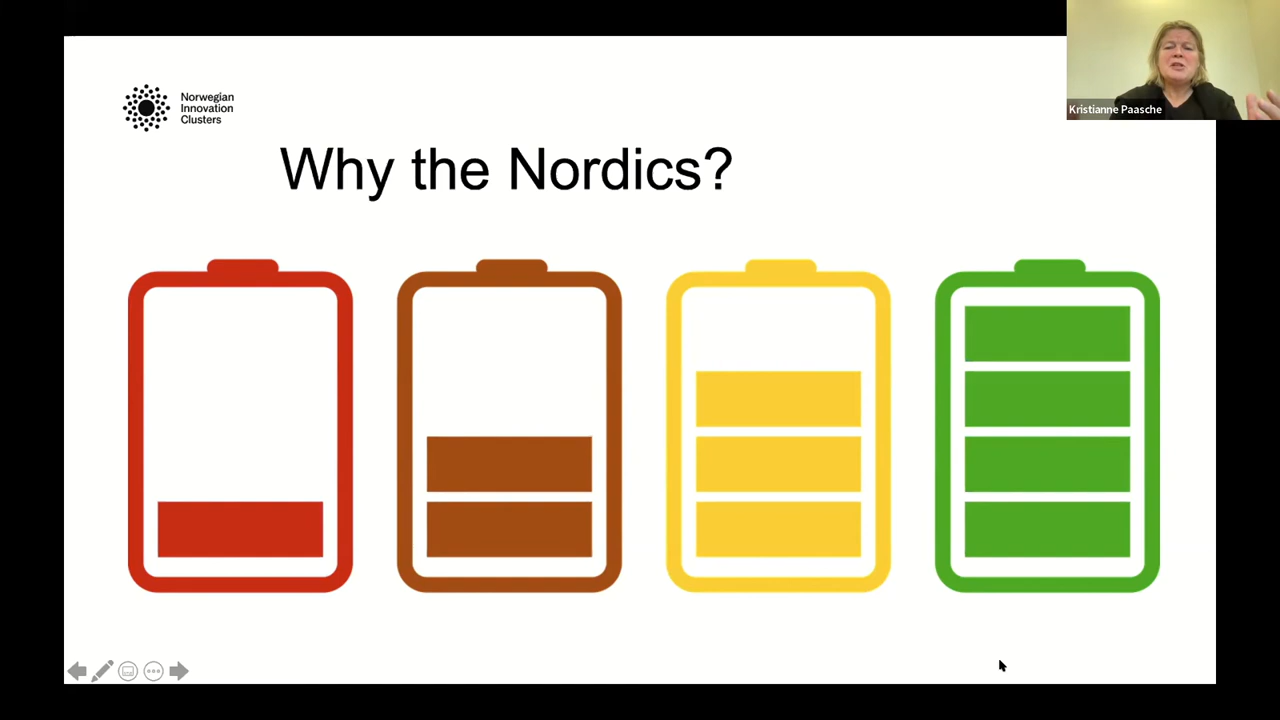 Norwegian
Innovation
Clusters
Kristianne Paasche
Why the Nordics?